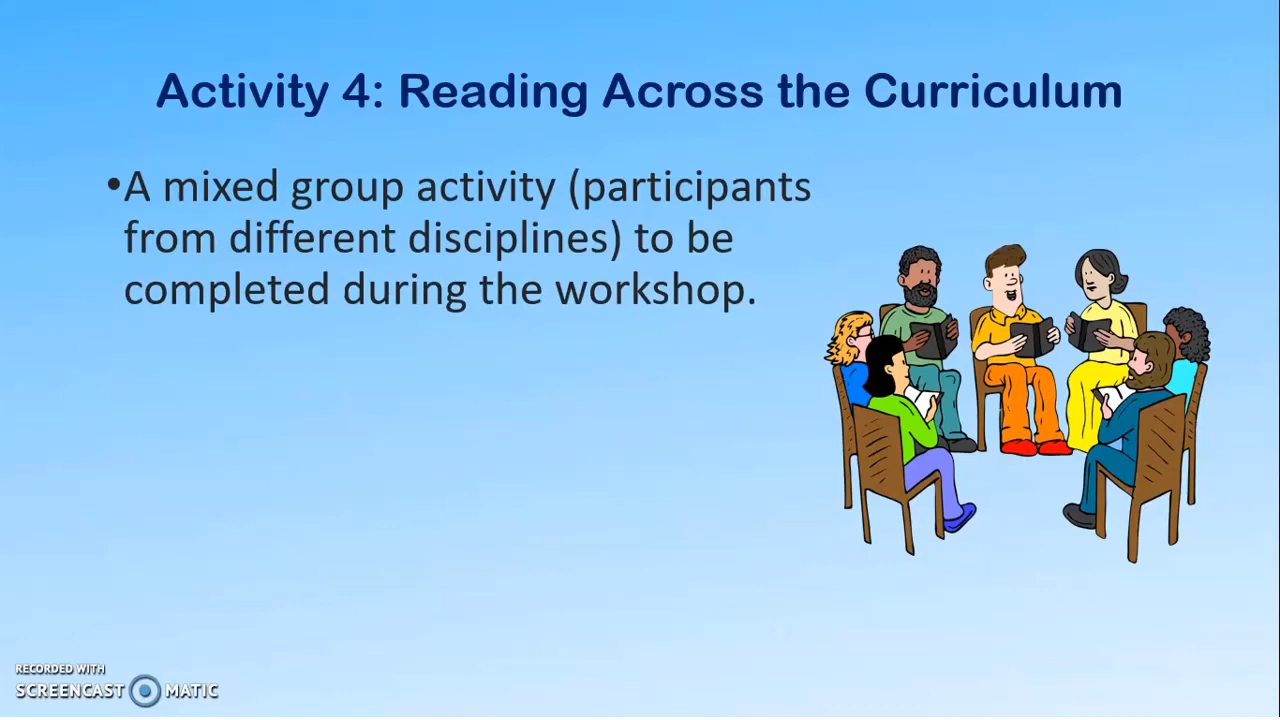 Activity 4: Reading Across the Curriculum
•A mixed group activity (participants
from different disciplines) to be
completed during the workshop.
RECORDED WITH
SCREENCAST MATIC